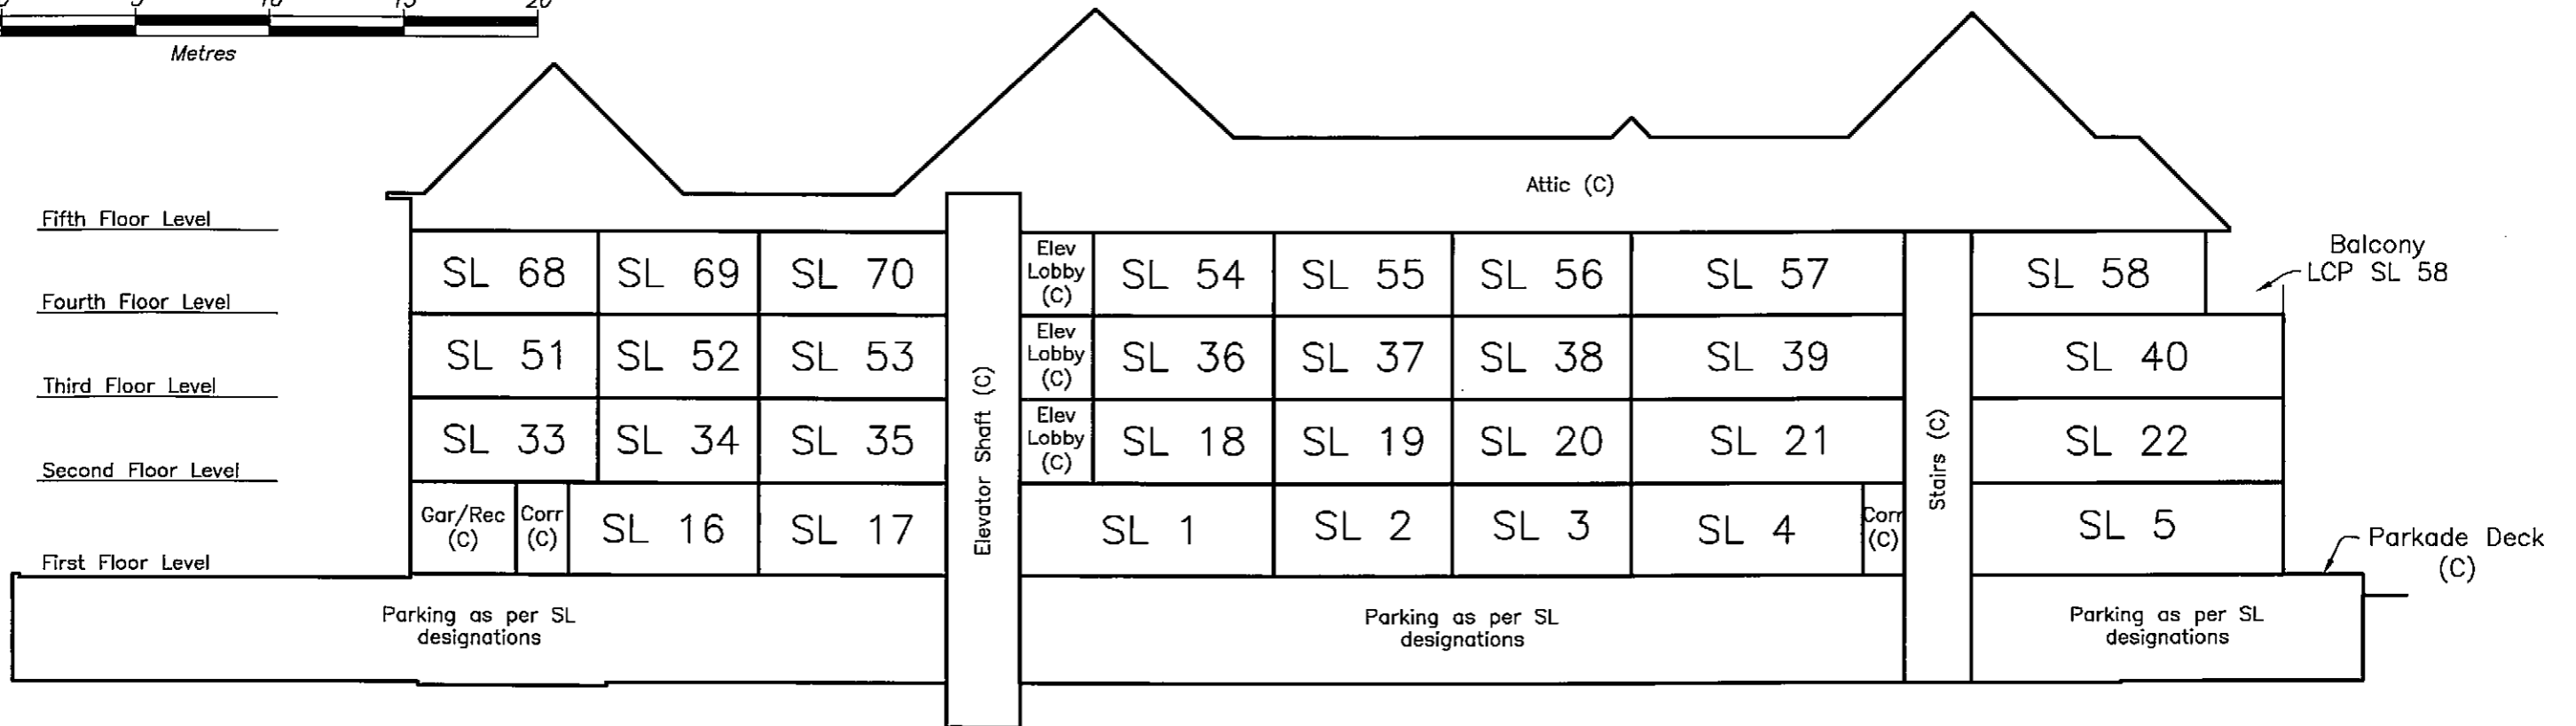 5 10 15 20
Metres
Attic (C)
Fifth Floor Level
SL 68 SL 69 SL 70 Elev Lobby (C) SL 54 SL 55 SL 56 SL 57 SL 58
Balcony
LCP SL 58
Fourth Floor Level
SL 51 SL 52 SL 53 Elev Lobby (C) SL 36 SL 37 SL 38 SL 39 SL 40
Third Floor Level
SL 33 SL 34 SL 35 Elev Lobby (C) SL 18 SL 19 SL 20 SL 21 SL 22
Elevator Shaft (C)
Stairs (C)
Second Floor Level
Gar/Rec (C) Corr (C) SL 16 SL 17 SL 1 SL 2 SL 3 SL 4 Corr (C) SL 5
First Floor Level
Parkade Deck
(C)
Parking as per SL
designations
Parking as per SL
designations
Parking as per SL
designations